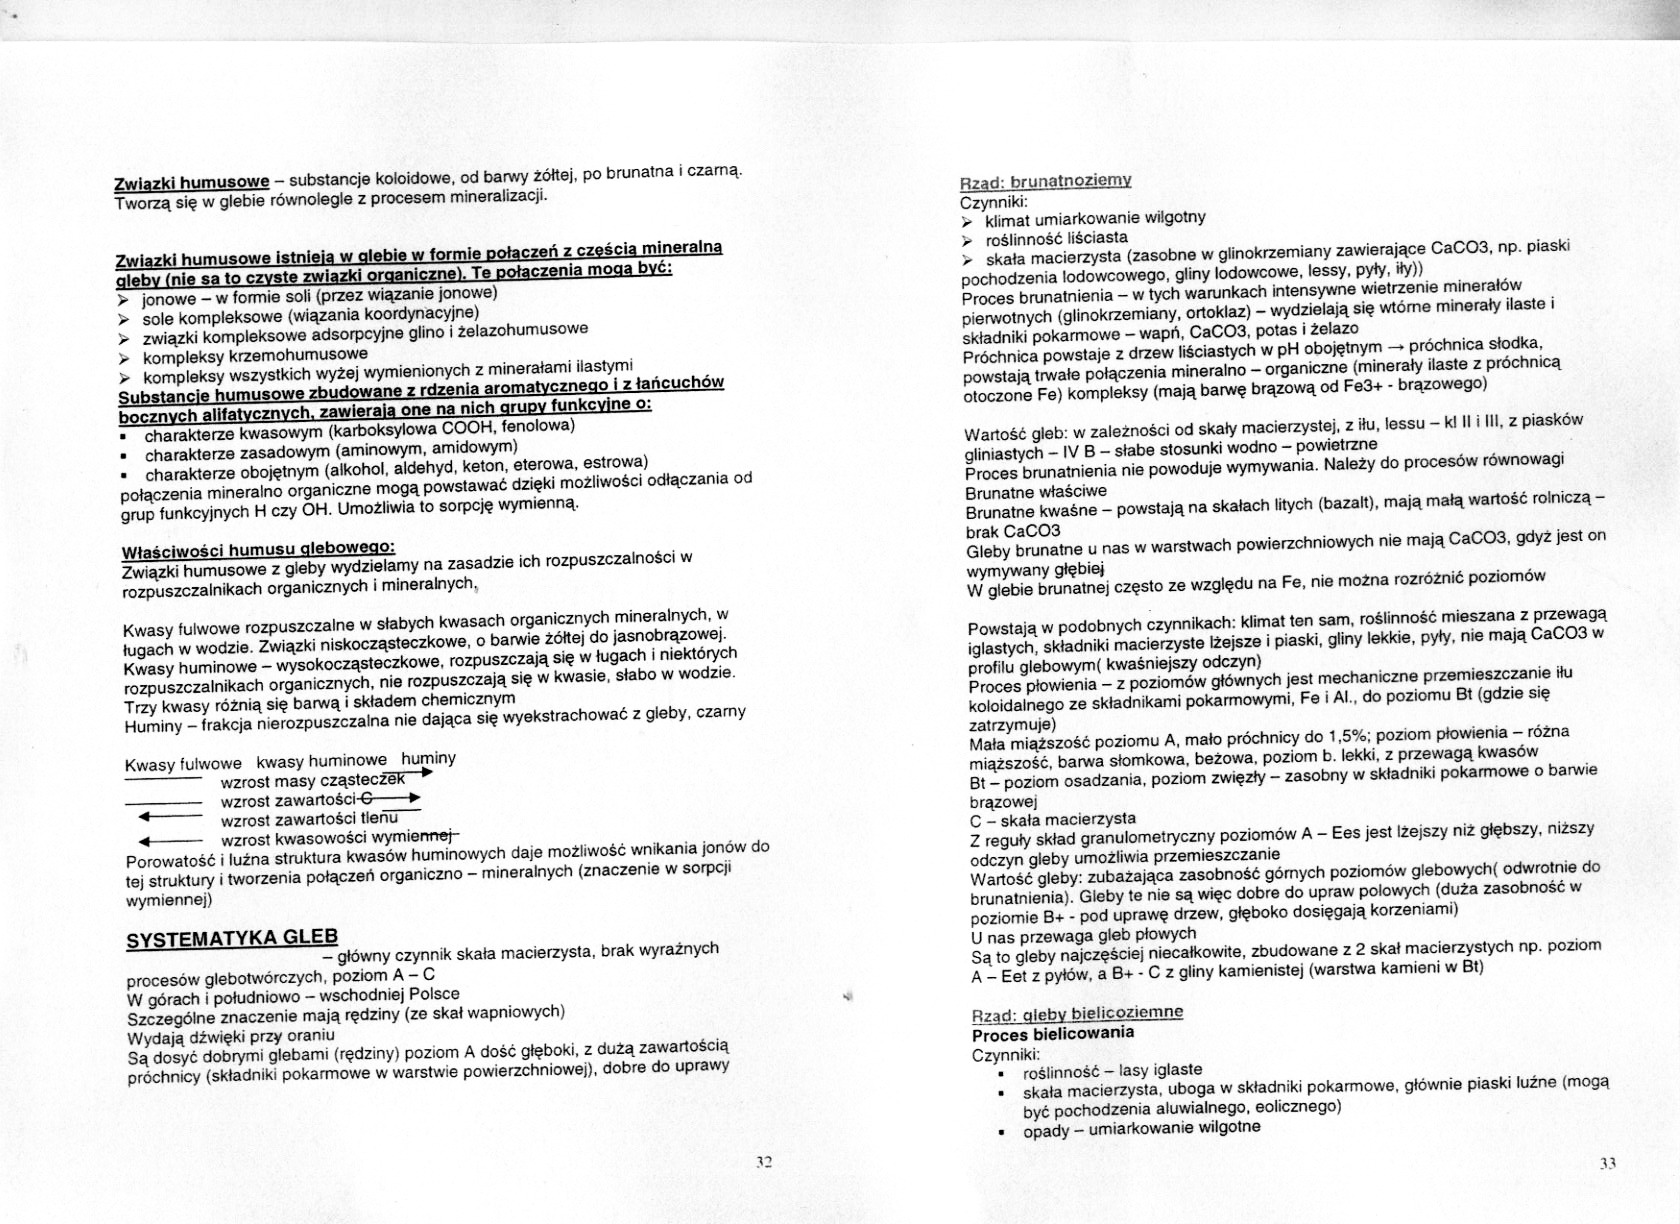 Związki humusowe – substancje koloidowe, od barwy żółtej, po brunatna i czarną.
Tworzą się w glebie równolegle z procesem mineralizacji.
Związki humusowe istnieją w glebie w formie połączeń z częścią mineralną
gleby (nie są to czyste związki organiczne). Te połączenia mogą być:
➢ jonowe – w formie soli (przez wiązanie jonowe)
➢ sole kompleksowe (wiązania koordynacyjne)
➢ związki kompleksowe adsorpcyjne glino i żelazohumusowe
➢ kompleksy krzemohumusowe
➢ kompleksy wszystkich wyżej wymienionych z minerałami ilastymi
Substancje humusowe zbudowane z rdzenia aromatycznego i z łańcuchów
bocznych alifatycznych, zawierają one na nich grupy funkcyjne o:
▪ charakterze kwasowym (karboksylowa COOH, fenolowa)
▪ charakterze zasadowym (aminowym, amidowym)
▪ charakterze obojętnym (alkohol, aldehyd, keton, eterowa, estrowa)
połączenia mineralno organiczne mogą powstawać dzięki możliwości odłączania od
grup funkcyjnych H czy OH. Umożliwia to sorpcję wymienną.
Właściwości humusu glebowego:
Związki humusowe z gleby wydzielamy na zasadzie ich rozpuszczalności w
rozpuszczalnikach organicznych i mineralnych,
Kwasy fulwowe rozpuszczalne w słabych kwasach organicznych mineralnych, w
ługach w wodzie. Związki niskocząsteczkowe, o barwie żółtej do jasnobrązowej.
Kwasy huminowe – wysokocząsteczkowe, rozpuszczają się w ługach i niektórych
rozpuszczalnikach organicznych, nie rozpuszczają się w kwasie, słabo w wodzie.
Trzy kwasy różnią się barwą i składem chemicznym
Huminy – frakcja nierozpuszczalna nie dająca się wyekstrachować z gleby, czarny
Kwasy fulwowe kwasy huminowe huminy
wzrost masy cząsteczek
wzrost zawartości C
wzrost zawartości tlenu
wzrost kwasowości wymiennej
Porowatość i luźna struktura kwasów huminowych daje możliwość wnikania jonów do
tej struktury i tworzenia połączeń organiczno – mineralnych (znaczenie w sorpcji
wymiennej)
SYSTEMATYKA GLEB
– główny czynnik skała macierzysta, brak wyraźnych
procesów glebotwórczych, poziom A – C
W górach i południowo – wschodniej Polsce
Szczególne znaczenie mają rędziny (ze skał wapniowych)
Wydają dźwięki przy oraniu
Są dosyć dobrymi glebami (rędziny) poziom A dość głęboki, z dużą zawartością
próchnicy (składniki pokarmowe w warstwie powierzchniowej), dobre do uprawy
32
Rząd: brunatnoziemy
Czynniki:
➢ klimat umiarkowanie wilgotny
➢ roślinność liściasta
➢ skała macierzysta (zasobne w glinokrzemiany zawierające CaCO3, np. piaski
pochodzenia lodowcowego, gliny lodowcowe, lessy, pyły, iły))
Proces brunatnienia – w tych warunkach intensywne wietrzenie minerałów
pierwotnych (glinokrzemiany, ortoklaz) – wydzielają się wtórne minerały ilaste i
składniki pokarmowe – wapń, CaCO3, potas i żelazo
Próchnica powstaje z drzew liściastych w pH obojętnym → próchnica słodka,
powstają trwałe połączenia mineralno – organiczne (minerały ilaste z próchnicą
otoczone Fe) kompleksy (mają barwę brązową od Fe3+ - brązowego)
Wartość gleb: w zależności od skały macierzystej, z iłu, lessu – kl II i III, z piasków
gliniastych – IV B – słabe stosunki wodno – powietrzne
Proces brunatnienia nie powoduje wymywania. Należy do procesów równowagi
Brunatne właściwe
Brunatne kwaśne – powstają na skałach litych (bazalt), mają małą wartość rolniczą –
brak CaCO3
Gleby brunatne u nas w warstwach powierzchniowych nie mają CaCO3, gdyż jest on
wymywany głębiej
W glebie brunatnej często ze względu na Fe, nie można rozróżnić poziomów
Powstają w podobnych czynnikach: klimat ten sam, roślinność mieszana z przewagą
iglastych, składniki macierzyste lżejsze i piaski, gliny lekkie, pyły, nie mają CaCO3 w
profilu glebowym( kwaśniejszy odczyn)
Proces płowienia – z poziomów głównych jest mechaniczne przemieszczanie iłu
koloidalnego ze składnikami pokarmowymi, Fe i Al., do poziomu Bt (gdzie się
zatrzymuje)
Mała miąższość poziomu A, mało próchnicy do 1,5%; poziom płowienia – różna
miąższość, barwa słomkowa, beżowa, poziom b. lekki, z przewagą kwasów
Bt – poziom osadzania, poziom zwięzły – zasobny w składniki pokarmowe o barwie
brązowej
C – skała macierzysta
Z reguły skład granulometryczny poziomów A – Ees jest lżejszy niż głębszy, niższy
odczyn gleby umożliwia przemieszczanie
Wartość gleby: zubażająca zasobność górnych poziomów glebowych( odwrotnie do
brunatnienia). Gleby te nie są więc dobre do upraw polowych (duża zasobność w
poziomie B+ - pod uprawę drzew, głęboko dosięgają korzeniami)
U nas przewaga gleb płowych
Są to gleby najczęściej niecałkowite, zbudowane z 2 skał macierzystych np. poziom
A – Eet z pyłów, a B+ - C z gliny kamienistej (warstwa kamieni w Bt)
Rząd: gleby bielicoziemne
Proces bielicowania
Czynniki:
▪ roślinność – lasy iglaste
▪ skała macierzysta, uboga w składniki pokarmowe, głównie piaski luźne (mogą
być pochodzenia aluwialnego, eolicznego)
▪ opady – umiarkowanie wilgotne
33